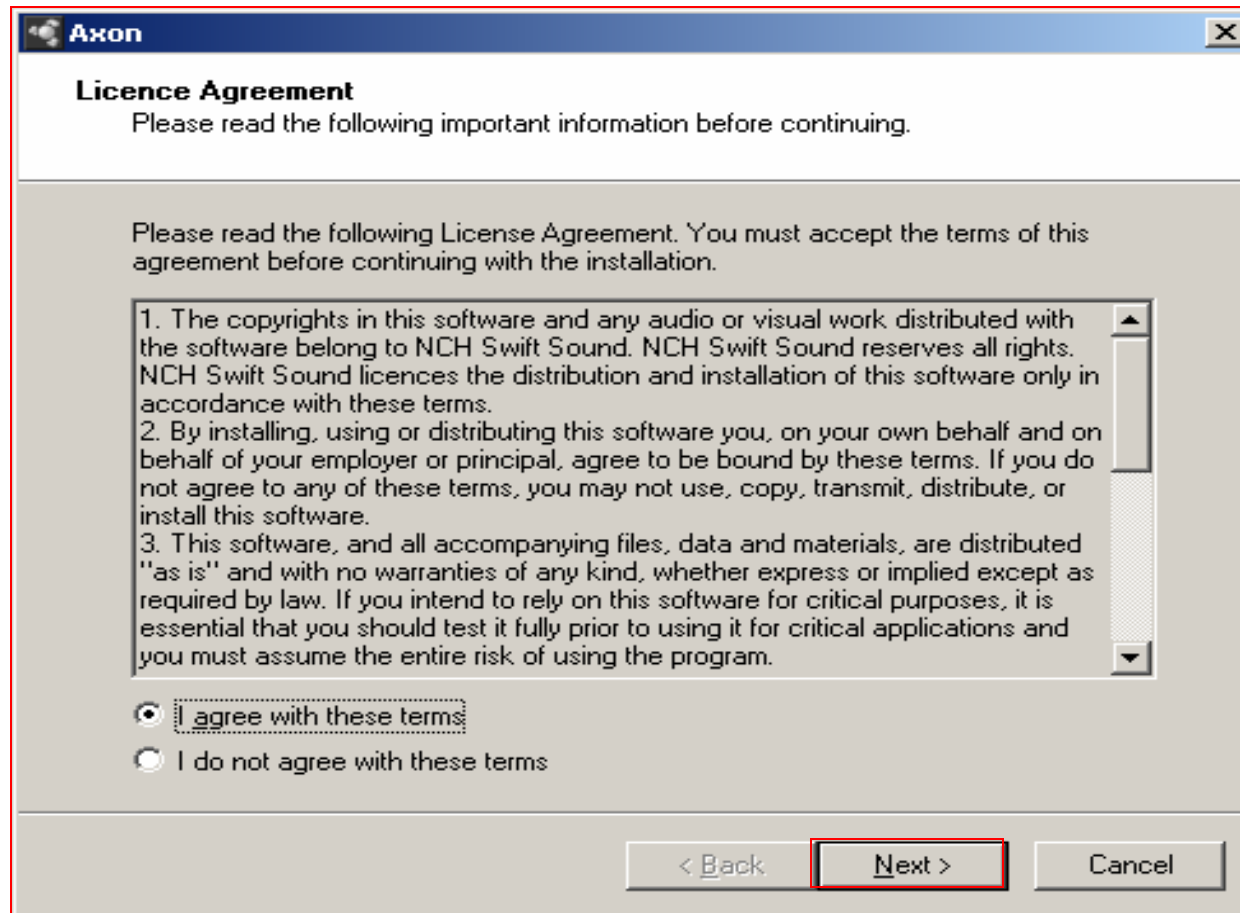 Axon
Licence Agreement
Please read the following important information before continuing.
Please read the following License Agreement. You must accept the terms of this
agreement before continuing with the installation.
1. The copyrights in this software and any audio or visual work distributed with
the software belong to NCH Swift Sound. NCH Swift Sound reserves all rights.
NCH Swift Sound licences the distribution and installation of this software only in
accordance with these terms.
2. By installing, using or distributing this software you, on your own behalf and on
behalf of your employer or principal, agree to be bound by these terms. If you do
not agree to any of these terms, you may not use, copy, transmit, distribute, or
install this software.
3. This software, and all accompanying files, data and materials, are distributed
"as is" and with no warranties of any kind, whether express or implied except as
required by law. If you intend to rely on this software for critical purposes, it is
essential that you should test it fully prior to using it for critical applications and
you must assume the entire risk of using the program.
I agree with these terms
I do not agree with these terms
< Back Next > Cancel